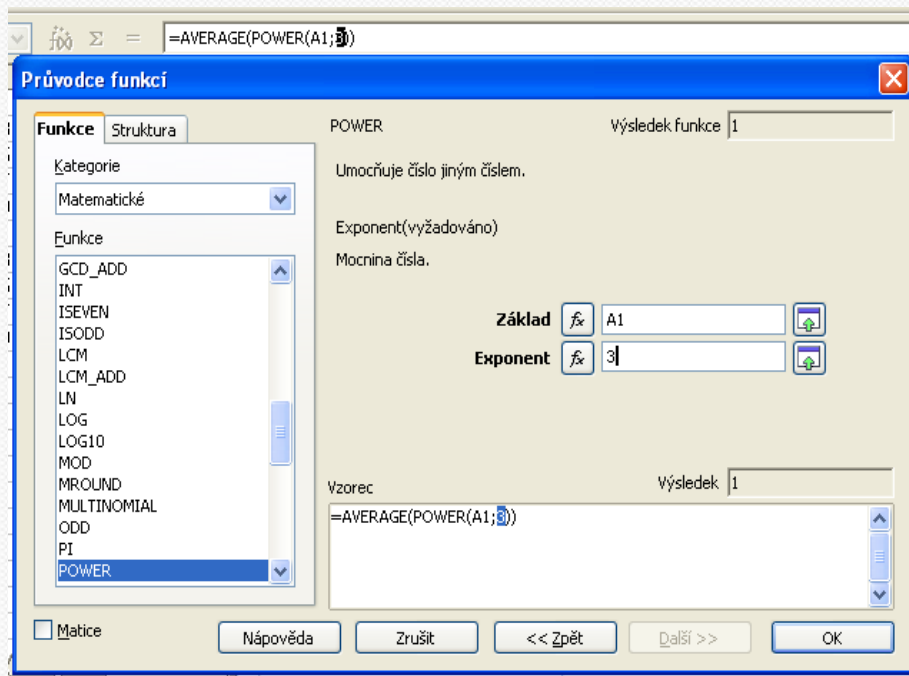 f(x) Σ = =AVERAGE(POWER(A1;3))
Průvodce funkcí
Funkce Struktura
Kategorie
Matematické
Funkce
GCD_ADD
INT
ISEVEN
ISODD
LCM
LCM_ADD
LN
LOG
LOG10
MOD
MROUND
MULTINOMIAL
ODD
PI
POWER
Matice
POWER Výsledek funkce 1
Umocňuje číslo jiným číslem.
Exponent(vyžadováno)
Mocnina čísla.
Základ fx A1
Exponent fx 3
Vzorec Výsledek 1
=AVERAGE(POWER(A1;3))
Nápověda Zrušit << Zpět Další >> OK